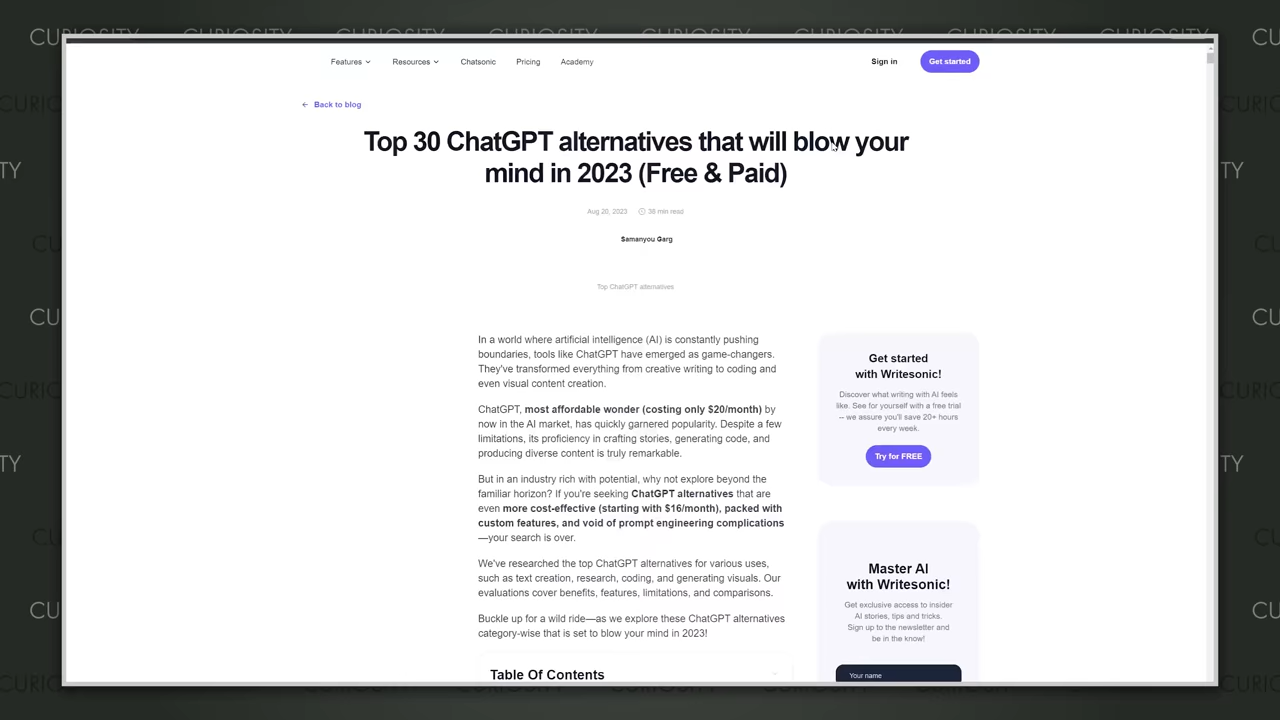 CURIOSITY CURIOSITY CURIOSITY CURIOSITY CURIOSITY CURIOSITY
Features Resources Chatsonic Pricing Academy Sign in Get started
← Back to blog
Top 30 ChatGPT alternatives that will blow your
mind in 2023 (Free & Paid)
Aug 20, 2023 38 min read
Samanyou Garg
Top ChatGPT alternatives
In a world where artificial intelligence (AI) is constantly pushing
boundaries, tools like ChatGPT have emerged as game-changers.
They've transformed everything from creative writing to coding and
even visual content creation.
ChatGPT, most affordable wonder (costing only $20/month) by
now in the AI market, has quickly garnered popularity. Despite a few
limitations, its proficiency in crafting stories, generating code, and
producing diverse content is truly remarkable.
But in an industry rich with potential, why not explore beyond the
familiar horizon? If you're seeking ChatGPT alternatives that are
even more cost-effective (starting with $16/month), packed with
custom features, and void of prompt engineering complications
—your search is over.
We've researched the top ChatGPT alternatives for various uses,
such as text creation, research, coding, and generating visuals. Our
evaluations cover benefits, features, limitations, and comparisons.
Buckle up for a wild ride—as we explore these ChatGPT alternatives
category-wise that is set to blow your mind in 2023!
Table Of Contents
Get started
with Writesonic!
Discover what writing with AI feels
like. See for yourself with a free trial
-- we assure you'll save 20+ hours
every week.
Try for FREE
Master AI
with Writesonic!
Get exclusive access to insider
AI stories, tips and tricks.
Sign up to the newsletter and
be in the know!
Your name